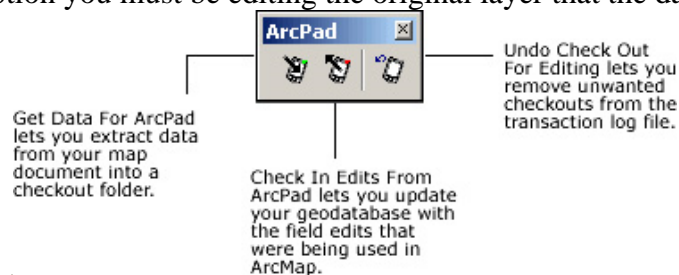 you must be editing the original layer that the
ArcPad
Undo Check Out
For Editing lets you
remove unwanted
checkouts from the
transaction log file.
Get Data For ArcPad
lets you extract data
from your map
document into a
checkout folder.
Check In Edits From
ArcPad lets you update
your geodatabase with
the field edits that
were being used in
ArcMap.